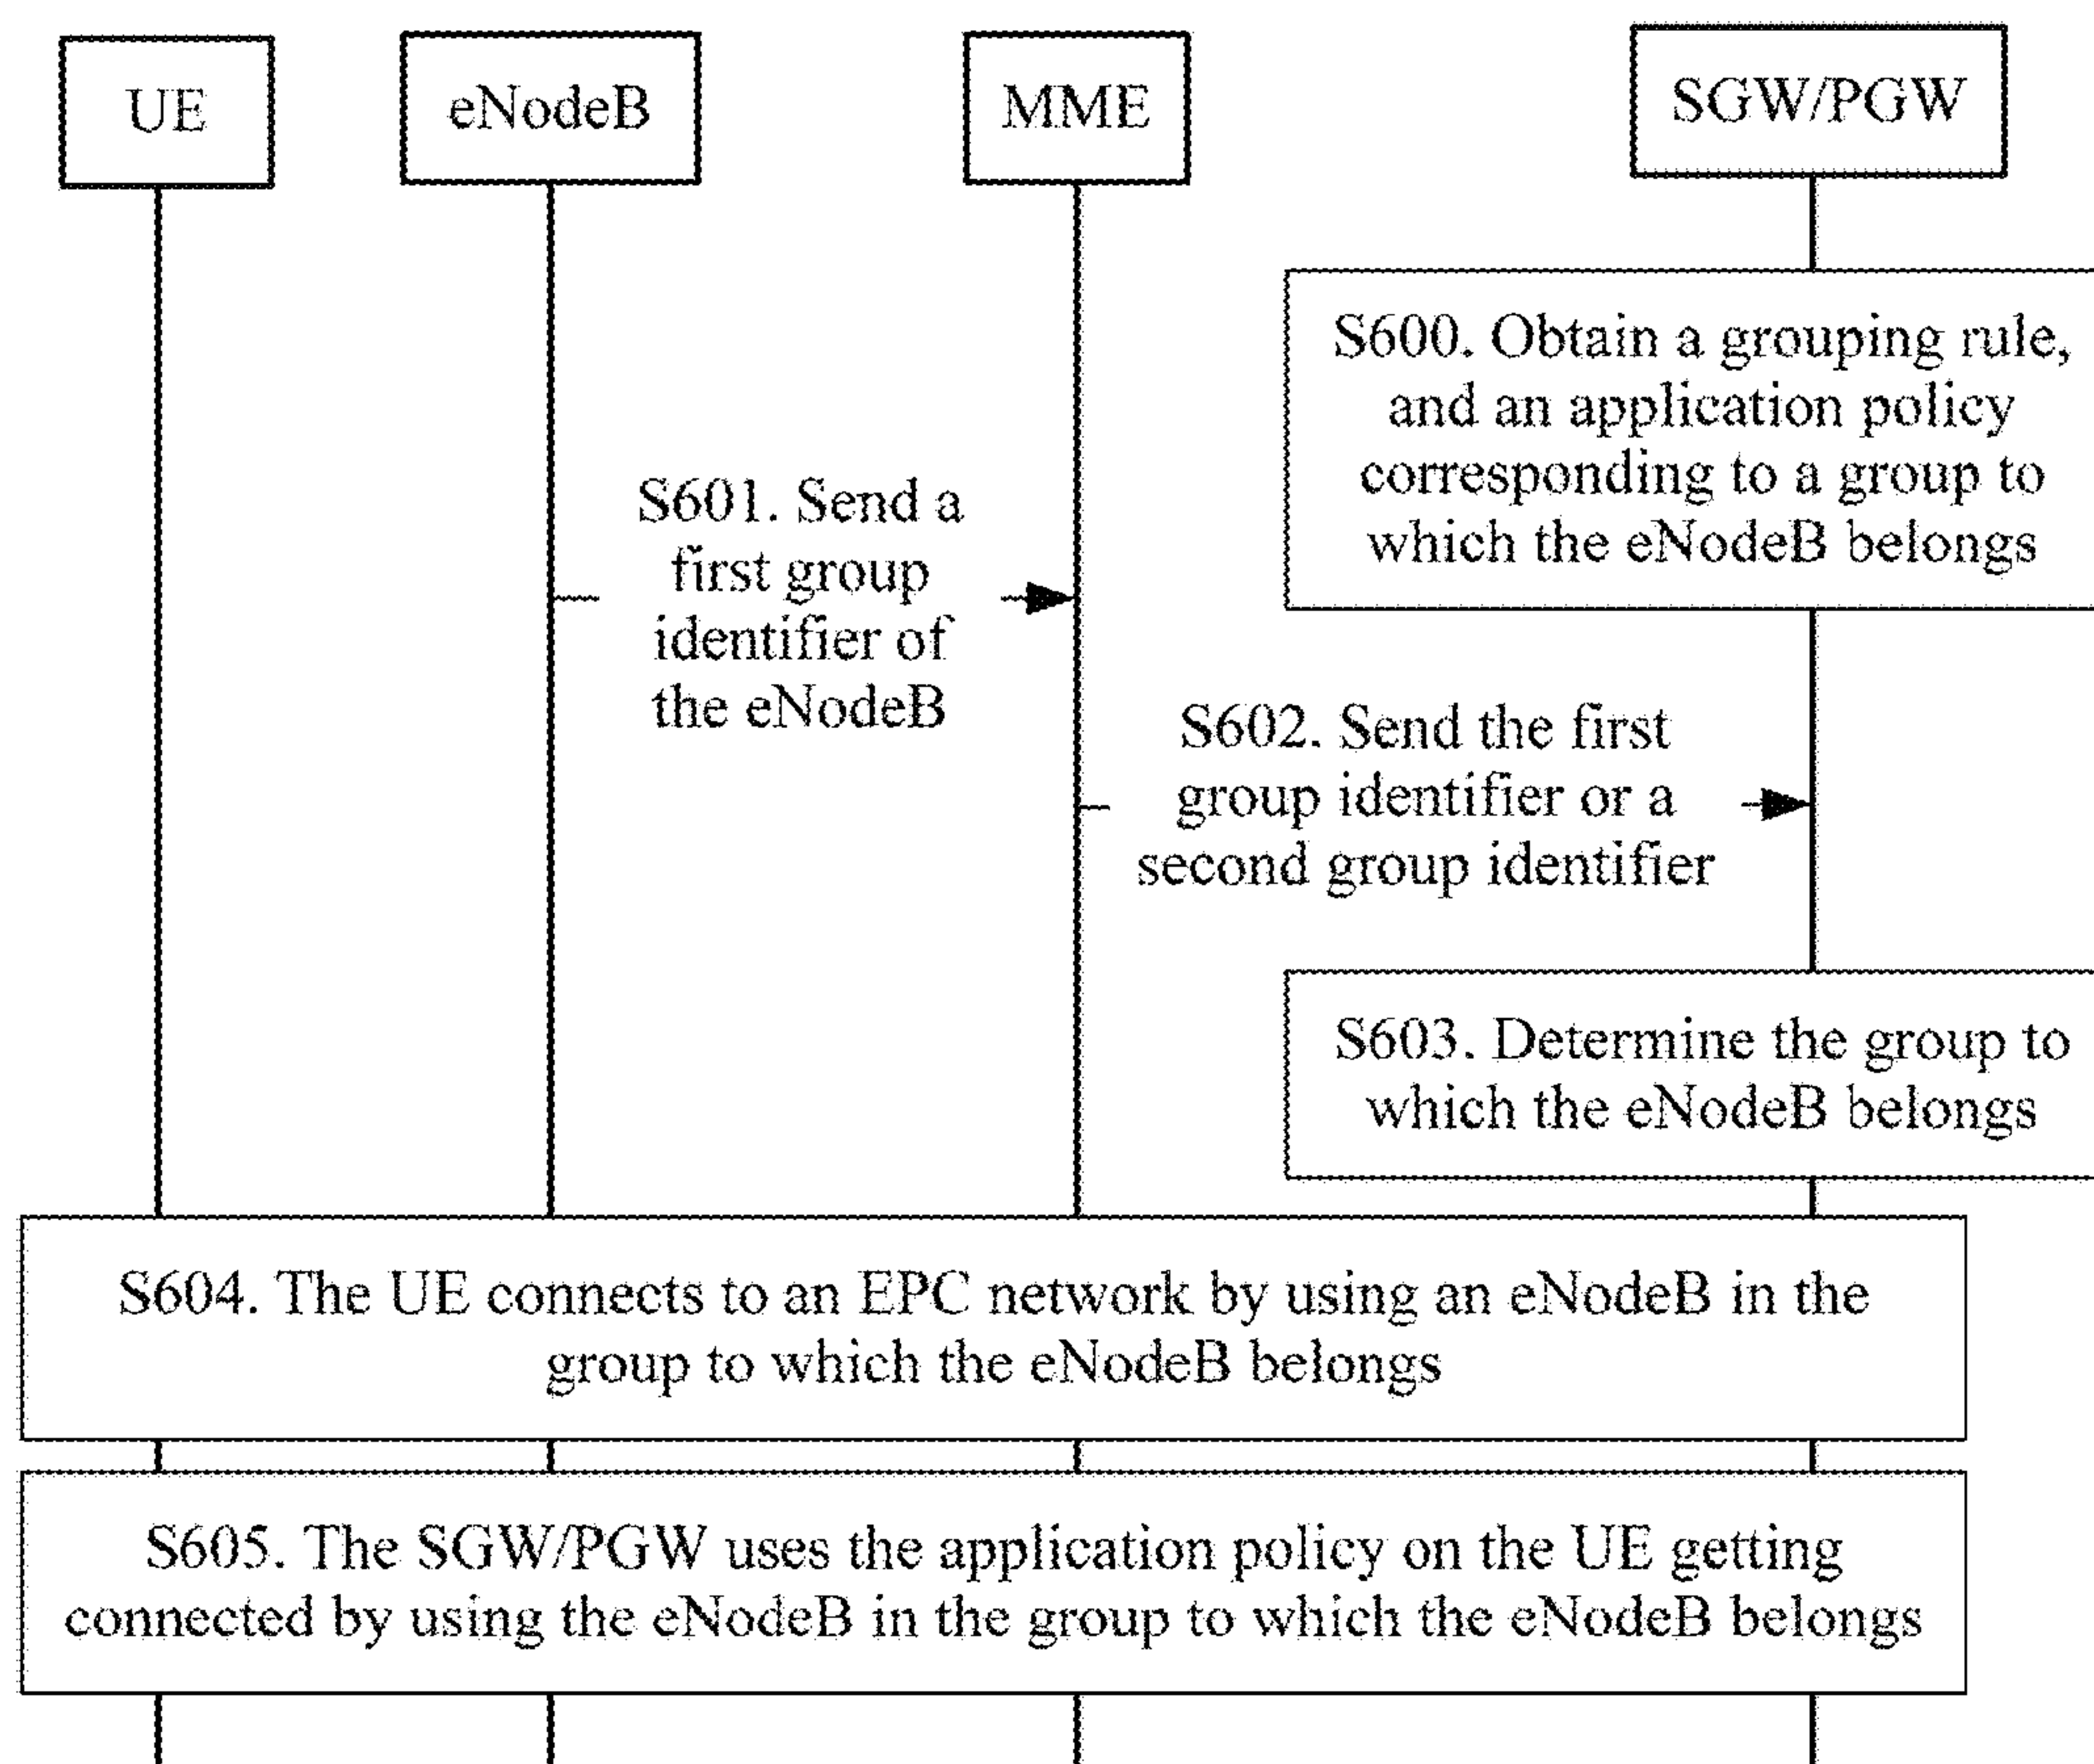 UE
eNodeB
MME
SGW/PGW
S600. Obtain a grouping rule,
and an application policy
corresponding to a group to
which the eNodeB belongs
S601. Send a
first group
identifier of
the eNodeB
S602. Send the first
group identifier or a
second group identifier
S603. Determine the group to
which the eNodeB belongs
S604. The UE connects to an EPC network by using an eNodeB in the
group to which the eNodeB belongs
S605. The SGW/PGW uses the application policy on the UE getting
connected by using the eNodeB in the group to which the eNodeB belongs